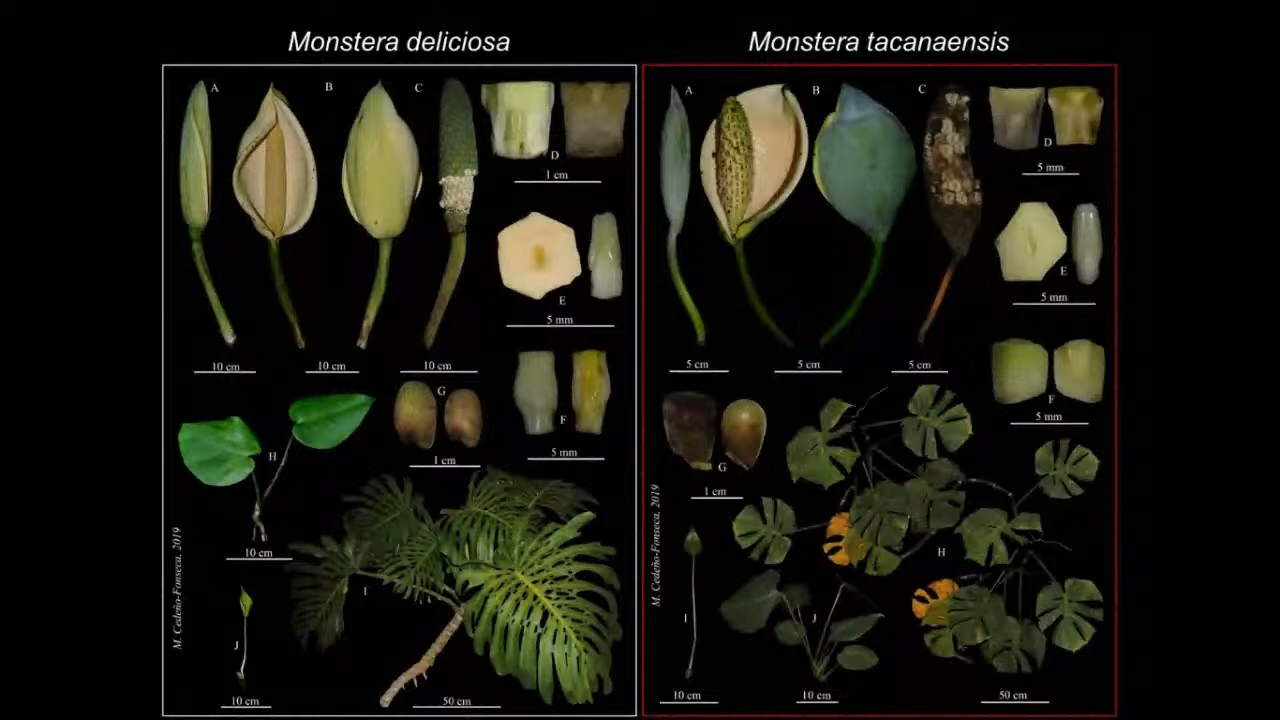 Monstera deliciosa
A
B
C
D
1 cm
E
5 mm
10 cm
10 cm
10 cm
G
F
5 mm
1 cm
H
10 cm
I
J
10 cm
50 cm
M. Cedeño-Fonseca, 2019
Monstera tacanaensis
A
B
C
D
5 mm
E
5 mm
5 cm
5 cm
5 cm
F
5 mm
G
1 cm
H
I
J
10 cm
10 cm
50 cm
M. Cedeño-Fonseca, 2019